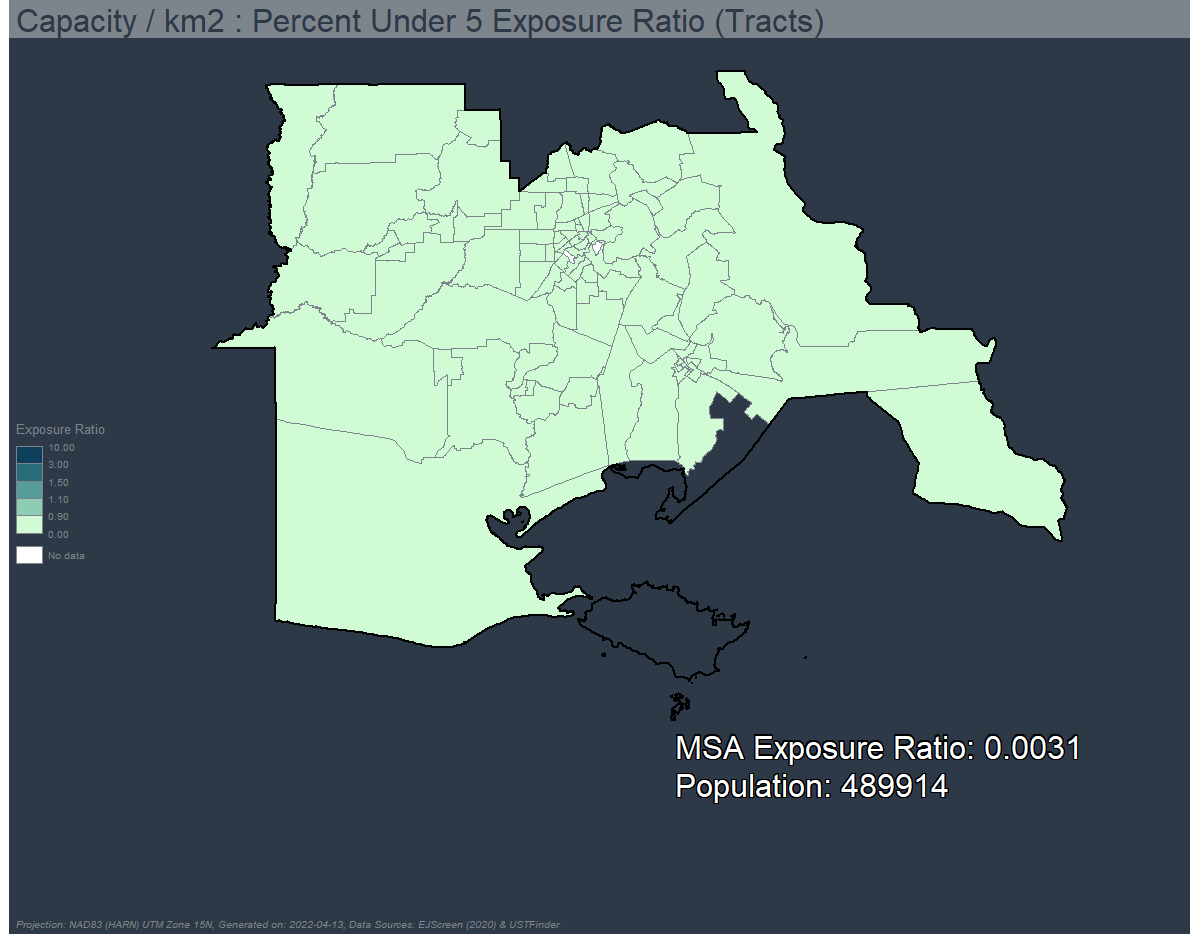 Capacity / km2 : Percent Under 5 Exposure Ratio (Tracts)
Exposure Ratio
10.00
3.00
1.50
1.10
0.90
0.00
No data
MSA Exposure Ratio: 0.0031
Population: 489914
Projection: NAD83 (HARN) UTM Zone 15N, Generated on: 2022-04-13, Data Sources: EJScreen (2020) & USTFinder